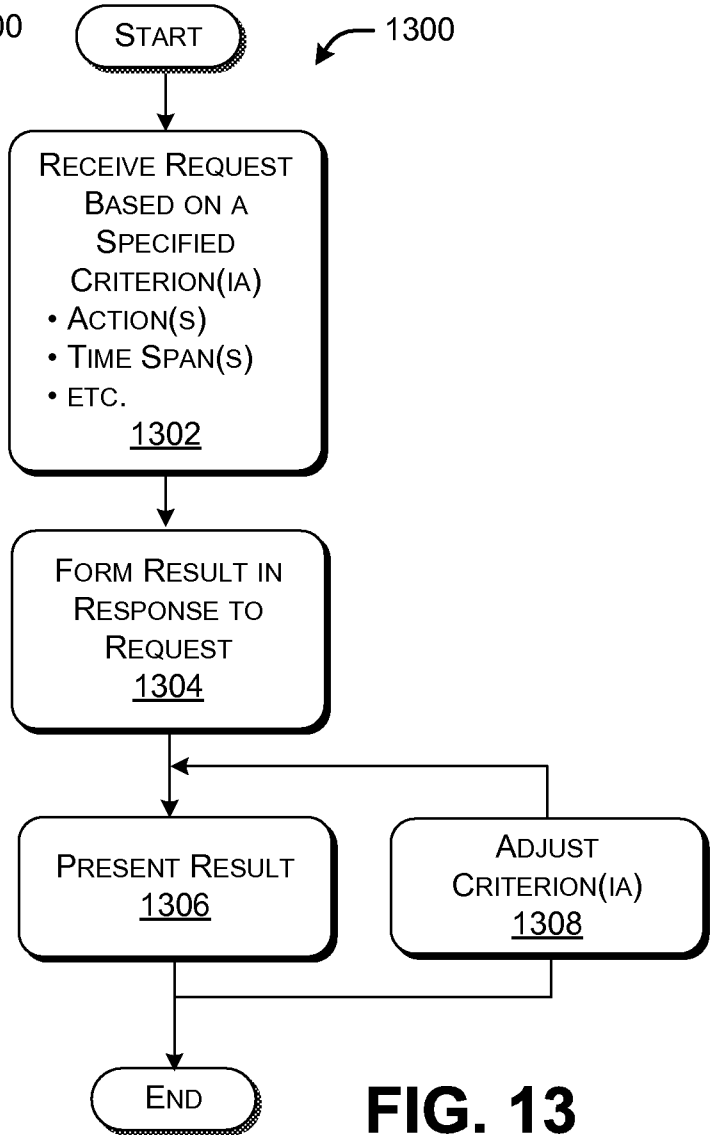 00
START
1300
RECEIVE REQUEST
BASED ON A
SPECIFIED
CRITERION(IA)
• ACTION(S)
• TIME SPAN(S)
• ETC.
1302
FORM RESULT IN
RESPONSE TO
REQUEST
1304
PRESENT RESULT
1306
ADJUST
CRITERION(IA)
1308
END
FIG. 13